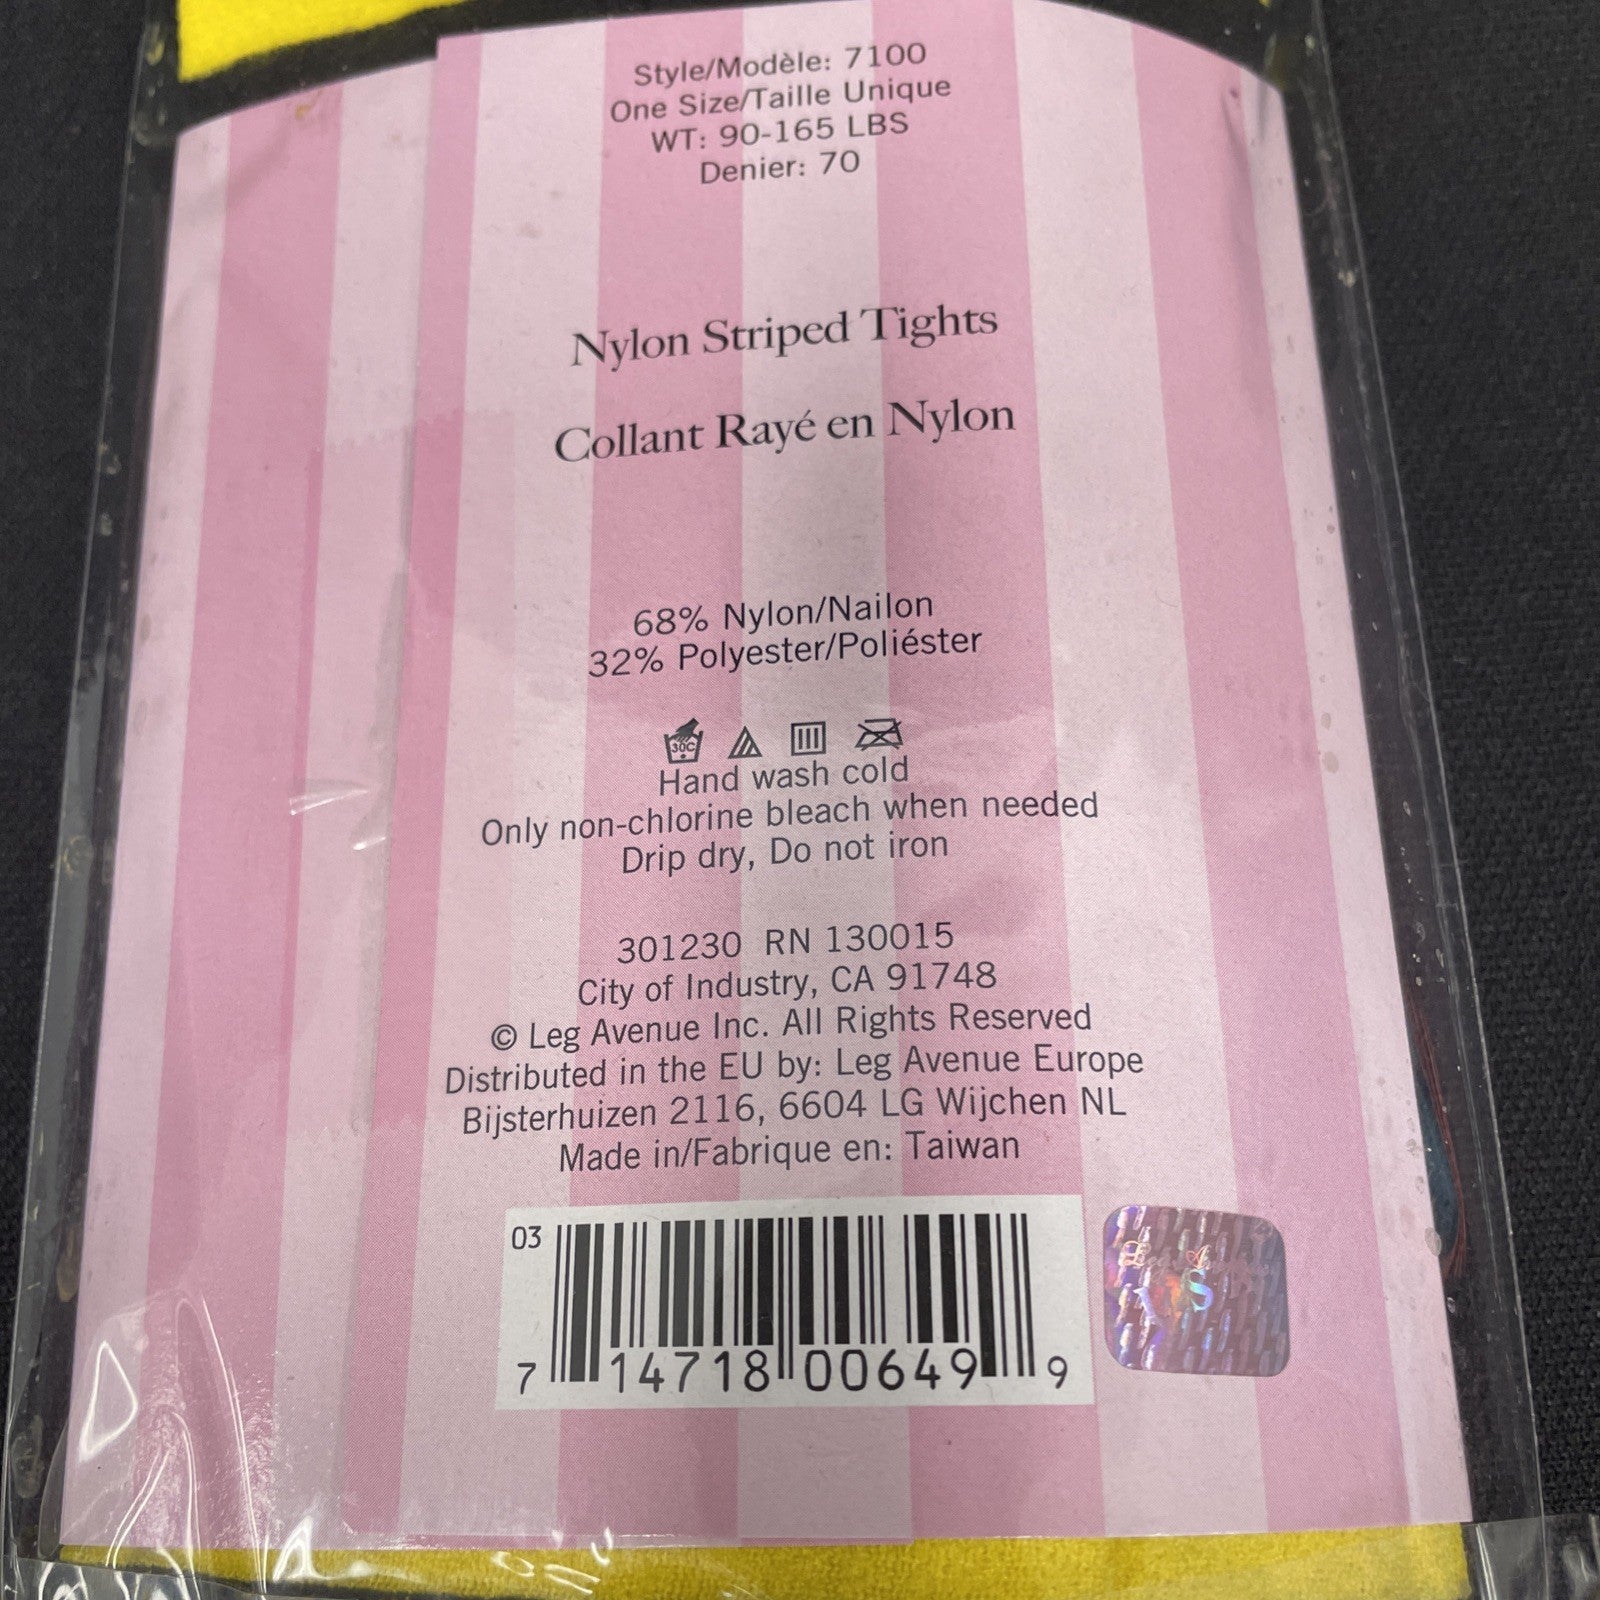 Style/Modèle: 7100
One Size/Taille Unique
WT: 90-165 LBS
Denier: 70
Nylon Striped Tights
Collant Rayé en Nylon
68% Nylon/Nailon
32% Polyester/Poliéster
30C
Hand wash cold
Only non-chlorine bleach when needed
Drip dry, Do not iron
301230 RN 130015
City of Industry, CA 91748
© Leg Avenue Inc. All Rights Reserved
Distributed in the EU by: Leg Avenue Europe
Bijsterhuizen 2116, 6604 LG Wijchen NL
Made in/Fabrique en: Taiwan
03
7 14718 00649 9